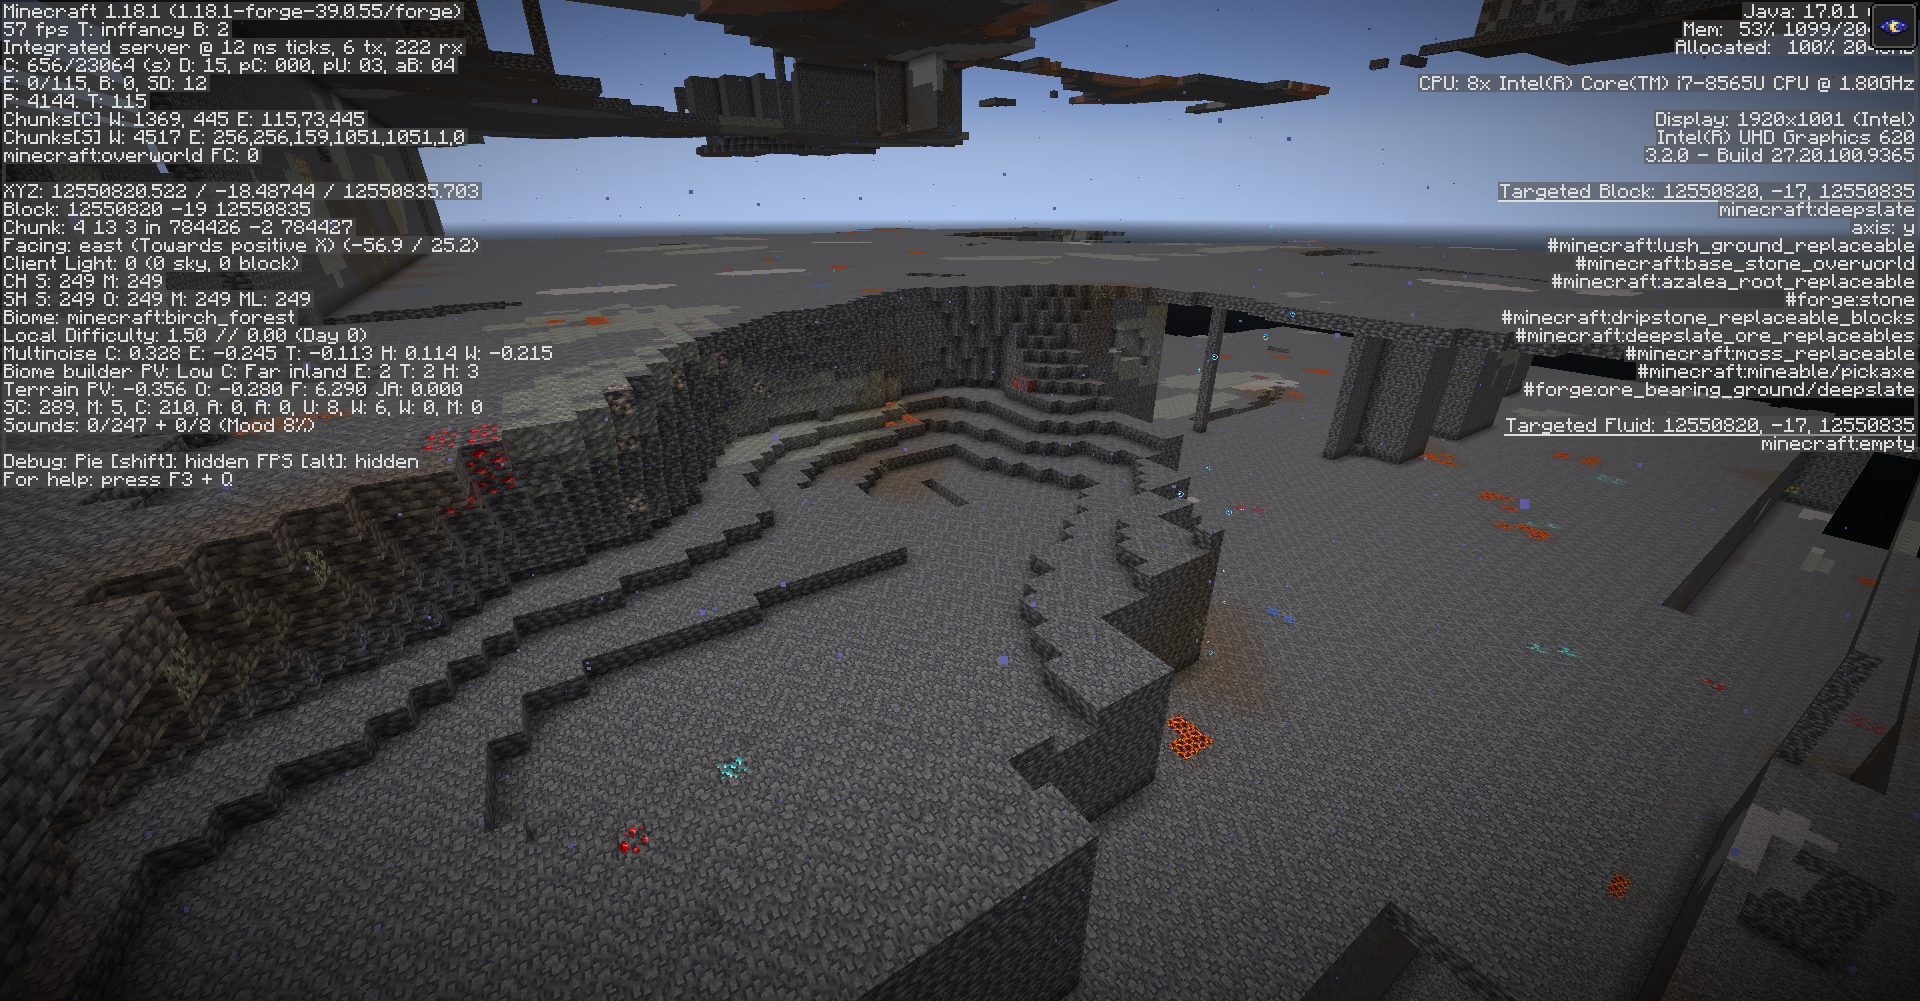 Minecraft 1.18.1 (1.18.1-forge-39.0.55/forge)
57 fps T: inffancy B: 2
Integrated server @ 12 ms ticks, 6 tx, 222 rx
C: 656/23064 (s) D: 15, pC: 000, pU: 03, aB: 04
E: 0/115, B: 0, SD: 12
P: 4144. T: 115
Chunks[C] W: 1369, 445 E: 115,73,445
Chunks[S] W: 4517 E: 256,256,159,1051,1051,1,0
minecraft:overworld FC: 0
XYZ: 12550820.522 / -18.48744 / 12550835.703
Block: 12550820 -19 12550835
Chunk: 4 13 3 in 784426 -2 784427
Facing: east (Towards positive X) (-56.9 / 25.2)
Client Light: 0 (0 sky, 0 block)
CH S: 249 M: 249
SH S: 249 O: 249 M: 249 ML: 249
Biome: minecraft:birch_forest
Local Difficulty: 1.50 // 0.00 (Day 0)
Multinoise C: 0.328 E: -0.245 T: -0.113 H: 0.114 W: -0.215
Biome builder PV: Low C: Far inland E: 2 T: 2 H: 3
Terrain PV: -0.356 O: -0.280 F: 6.290 JA: 0.000
SC: 289, M: 5, C: 210, A: 0, A: 0, U: 8, W: 6, W: 0, M: 0
Sounds: 0/247 + 0/8 (Mood 8%)
Debug: Pie [shift]: hidden FPS [alt]: hidden
For help: press F3 + Q
Java: 17.0.1
Mem: 53% 1099/20
Allocated: 100% 20
CPU: 8x Intel(R) Core(TM) i7-8565U CPU @ 1.80GHz
Display: 1920x1001 (Intel)
Intel(R) UHD Graphics 620
3.2.0 - Build 27.20.100.9365
Targeted Block: 12550820, -17, 12550835
minecraft:deepslate
axis: y
#minecraft:lush_ground_replaceable
#minecraft:base_stone_overworld
#minecraft:azalea_root_replaceable
#forge:stone
#minecraft:dripstone_replaceable_blocks
#minecraft:deepslate_ore_replaceables
#minecraft:moss_replaceable
#minecraft:mineable/pickaxe
#forge:ore_bearing_ground/deepslate
Targeted Fluid: 12550820, -17, 12550835
minecraft:empty